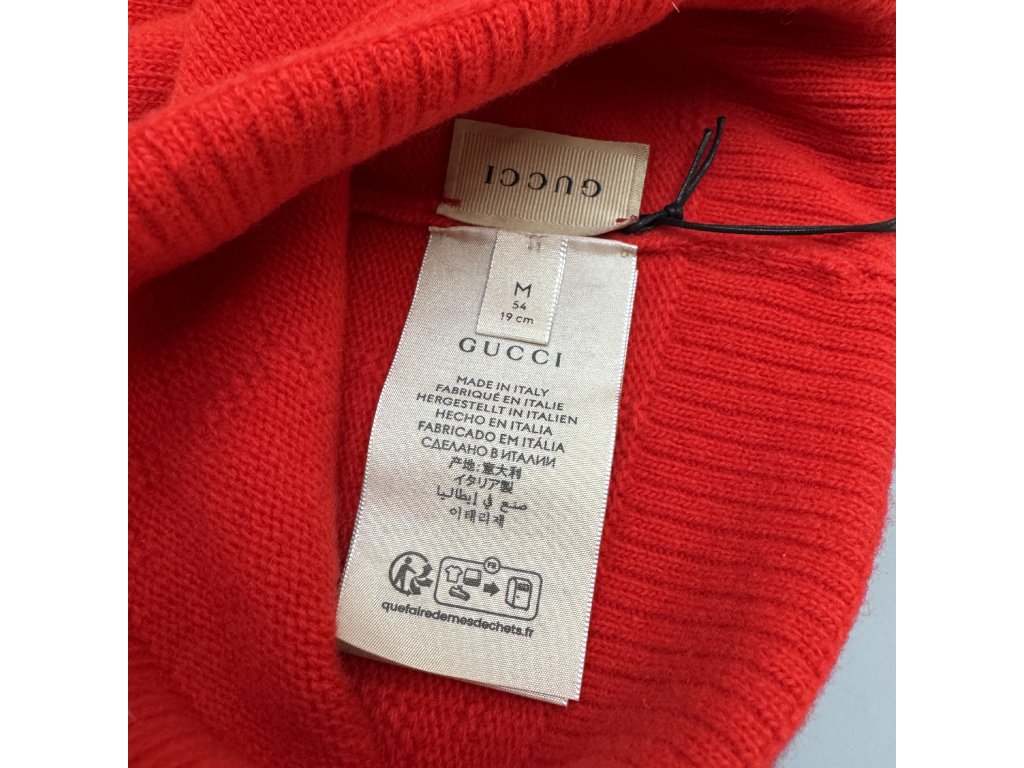 GUCCI
M
54
19 cm
GUCCI
MADE IN ITALY
FABRIQUÉ EN ITALIE
HERGESTELLT IN ITALIEN
HECHO EN ITALIA
FABRICADO EM ITÁLIA
СДЕЛАНО В ИТАЛИИ
产地:意大利
イタリア製
صنع في إيطاليا
이태리제
FR
quefairedemesdechets.fr